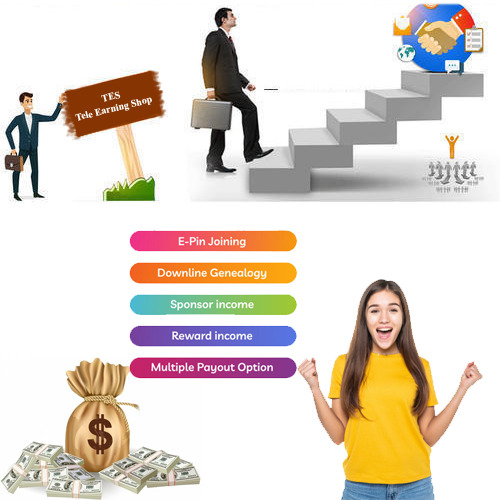 TES
Tele Earning Shop
E-Pin Joining
Downline Genealogy
Sponsor income
Reward income
Multiple Payout Option
$